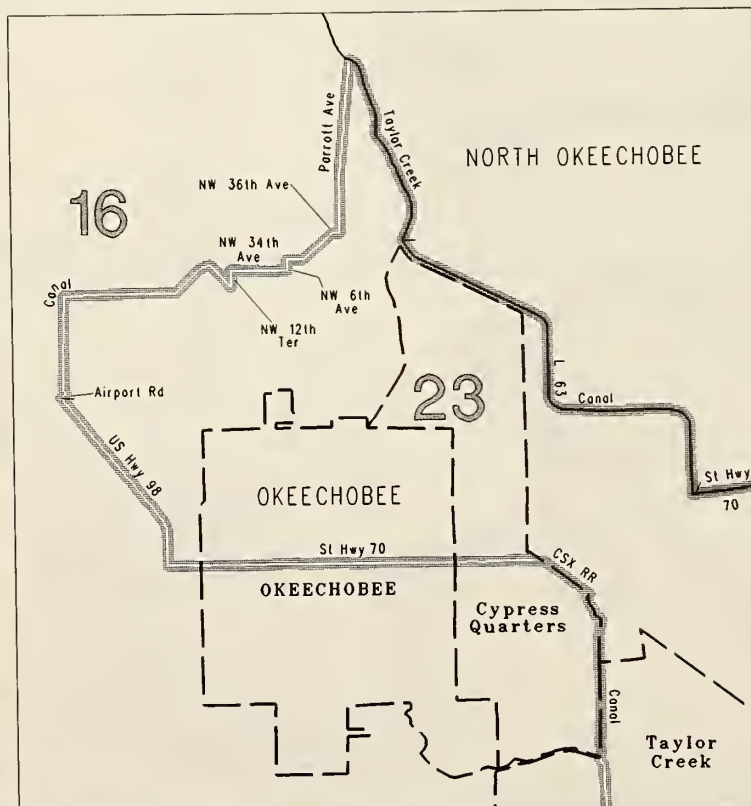 Parrott Ave
Taylor Creek
NORTH OKEECHOBEE
NW 36th Ave
16
NW 34th
Ave
NW 6th
Ave
Canal
NW 12th
Ter
L 63
Airport Rd
23
Canal
US Hwy 98
St Hwy
70
OKEECHOBEE
St Hwy 70
CSX RR
OKEECHOBEE
Cypress
Quarters
Canal
Taylor
Creek